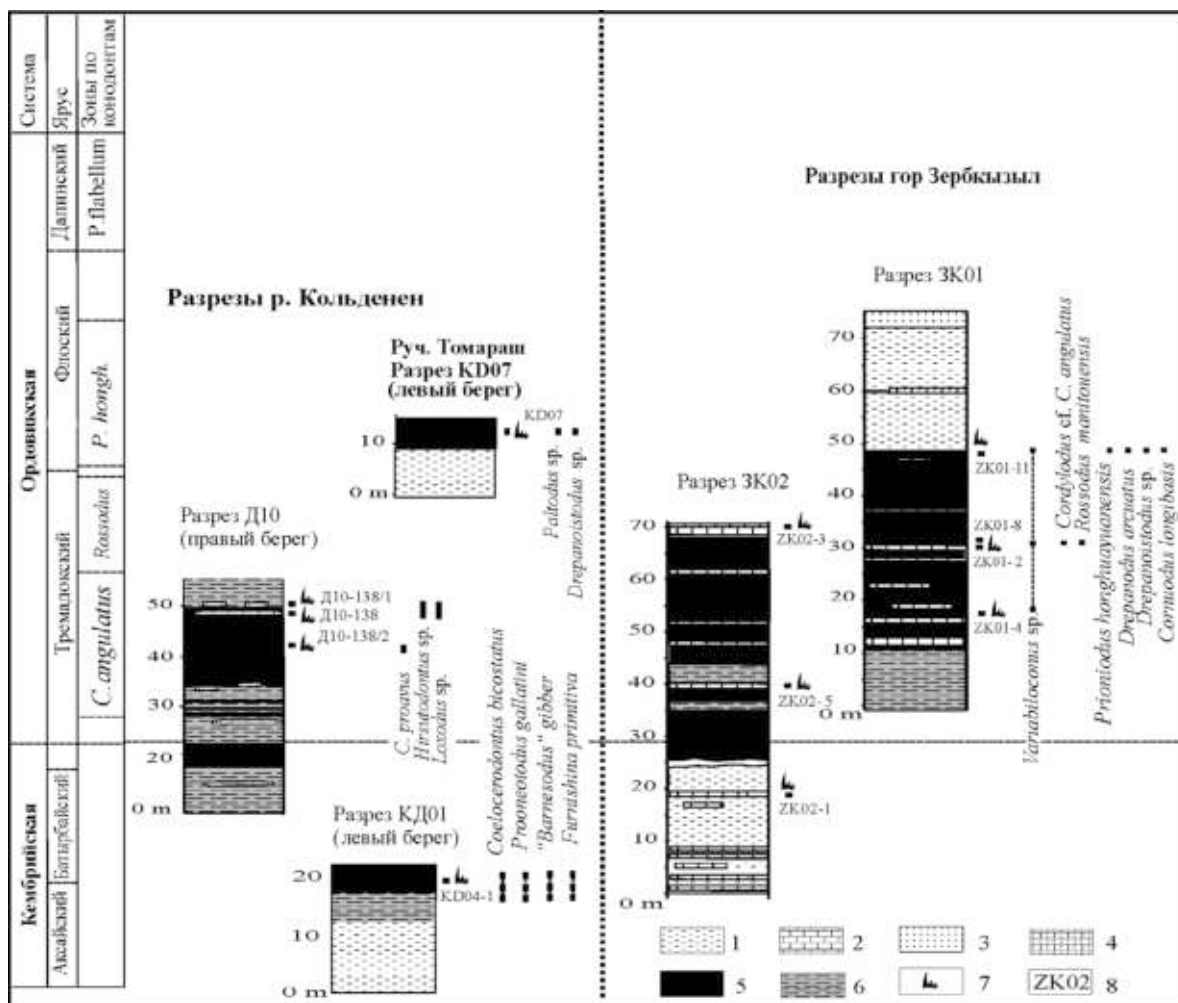 Система
Ярус
Зоны по
конодонтам
Ордовикская
Кембрийская
Дапинский
Флоский
Тремадокский
Батырбайский
Аксайский
P.flabellum
P. hongh.
Rossodus
C.angulatus
Разрезы р. Кольденен
Руч. Томараш
Разрез KD07
(левый берег)
10
0 m
KD07
Paltodus sp.
Drepanoistodus sp.
Разрез Д10
(правый берег)
50
40
30
20
0 m
Д10-138/1
Д10-138
Д10-138/2
C. proavus
Hirsutodontus sp.
Loxodus sp.
Разрез КД01
(левый берег)
20
10
0 m
KD04-1
Coelocerodontus bicostatus
Prooneotodus gallatini
"Barnesodus" gibber
Furnishina primitiva
Разрезы гор Зербкызыл
Разрез ЗК02
70
60
50
40
30
20
10
0 m
ZK02-3
ZK02-5
ZK02-1
Разрез ЗК01
70
60
50
40
30
20
10
0 m
ZK01-11
ZK01-8
ZK01-2
ZK01-4
Variabiloconus sp.
Cordylodus cf. C. angulatus
Rossodus manitouensis
Prioniodus honghuayuanensis
Drepanodus arcuatus
Drepanoistodus sp.
Cornuodus longibasis
1
2
3
4
5
6
7
ZK02
8